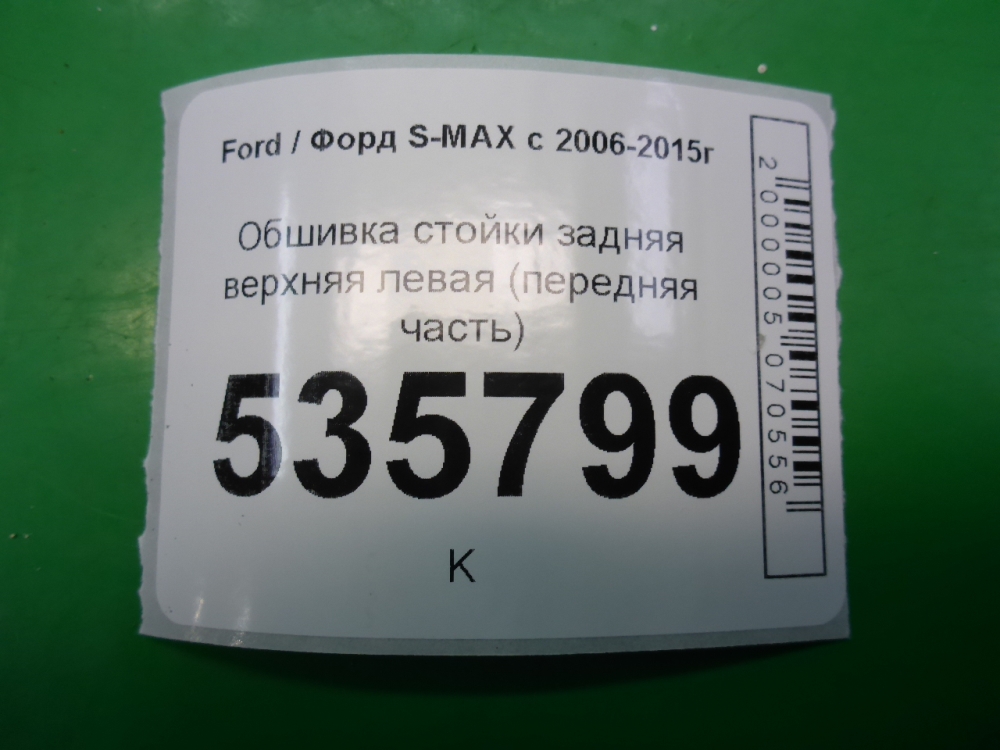 Ford / Форд S-MAX с 2006-2015г
Обшивка стойки задняя
верхняя левая (передняя
часть)
535799
К
2000005070556